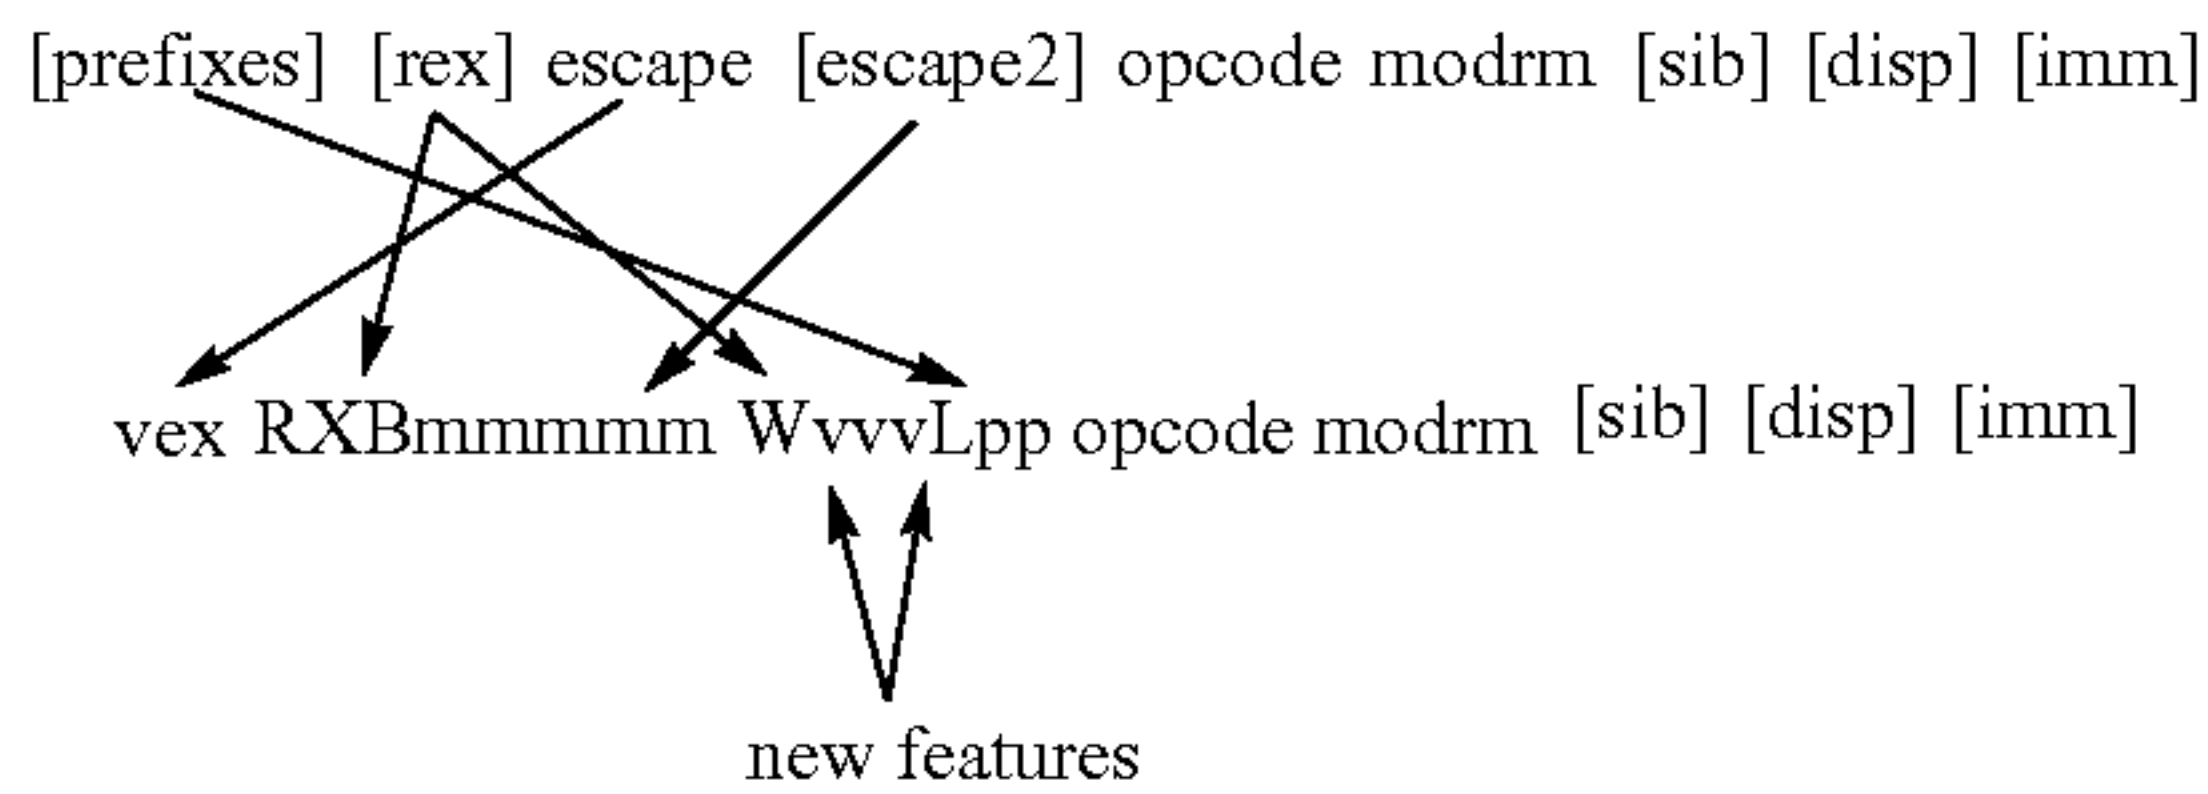 [prefixes] [rex] escape [escape2] opcode modrm [sib] [disp] [imm]
vex RXBmmmmm WvvvLpp opcode modrm [sib] [disp] [imm]
new features